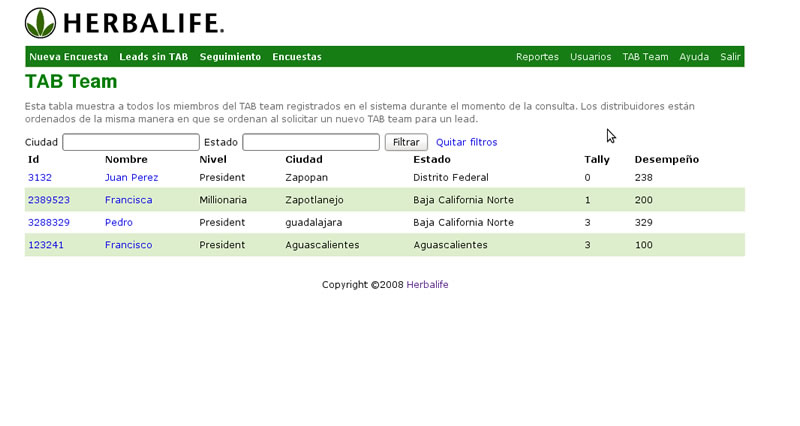 HERBALIFE.
Nueva Encuesta Leads sin TAB Seguimiento Encuestas Reportes Usuarios TAB Team Ayuda Salir
TAB Team
Esta tabla muestra a todos los miembros del TAB team registrados en el sistema durante el momento de la consulta. Los distribuidores están
ordenados de la misma manera en que se ordenan al solicitar un nuevo TAB team para un lead.
Ciudad Estado Filtrar Quitar filtros
Id Nombre Nivel Ciudad Estado Tally Desempeño
3132 Juan Perez President Zapopan Distrito Federal 0 238
2389523 Francisca Millionaria Zapotlanejo Baja California Norte 1 200
3288329 Pedro President guadalajara Baja California Norte 3 329
123241 Francisco President Aguascalientes Aguascalientes 3 100
Copyright ©2008 Herbalife